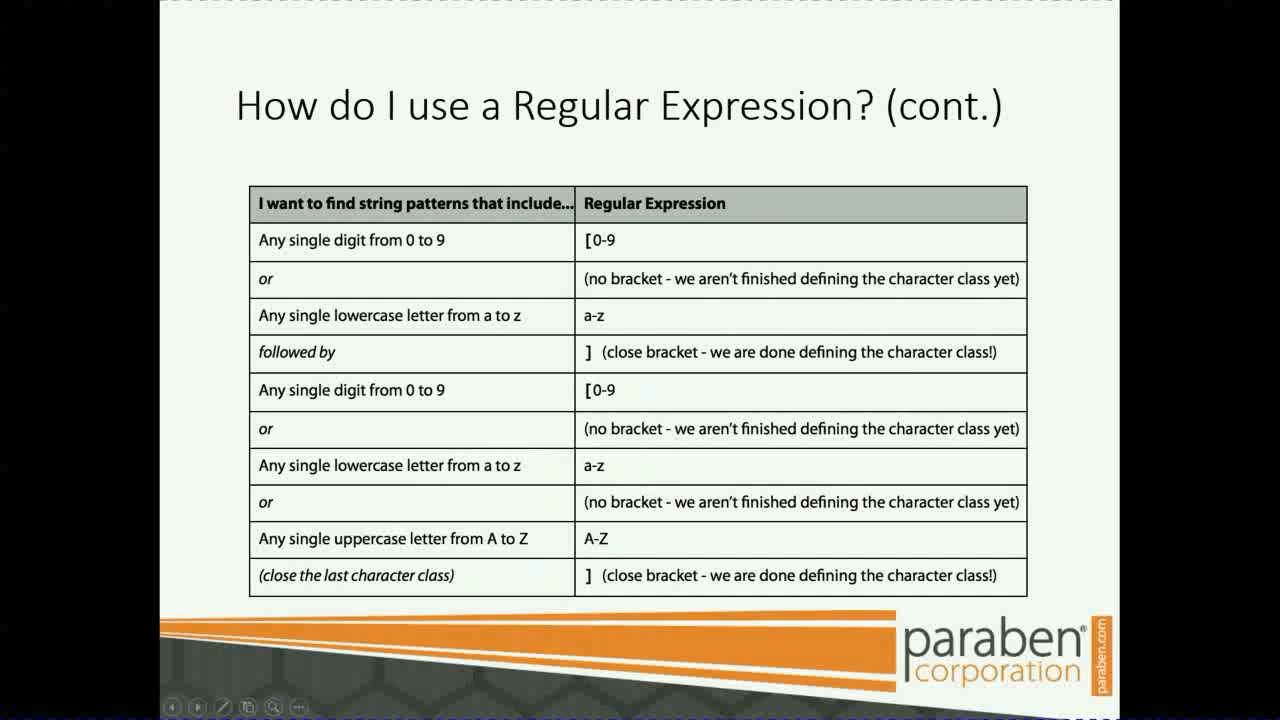 How do I use a Regular Expression? (cont.)
I want to find string patterns that include... Regular Expression
Any single digit from 0 to 9 [0-9
or (no bracket - we aren't finished defining the character class yet)
Any single lowercase letter from a to z a-z
followed by ] (close bracket - we are done defining the character class!)
Any single digit from 0 to 9 [0-9
or (no bracket - we aren't finished defining the character class yet)
Any single lowercase letter from a to z a-z
or (no bracket - we aren't finished defining the character class yet)
Any single uppercase letter from A to Z A-Z
(close the last character class) ] (close bracket - we are done defining the character class!)
paraben®
corporation
paraben.com